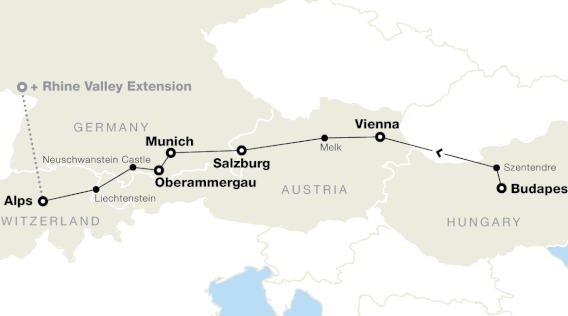 + Rhine Valley Extension
GERMANY
Munich
Vienna
Melk
Neuschwanstein Castle
Salzburg
Szentendre
Oberammergau
AUSTRIA
Budapes
Alps
Liechtenstein
WITZERLAND
HUNGARY